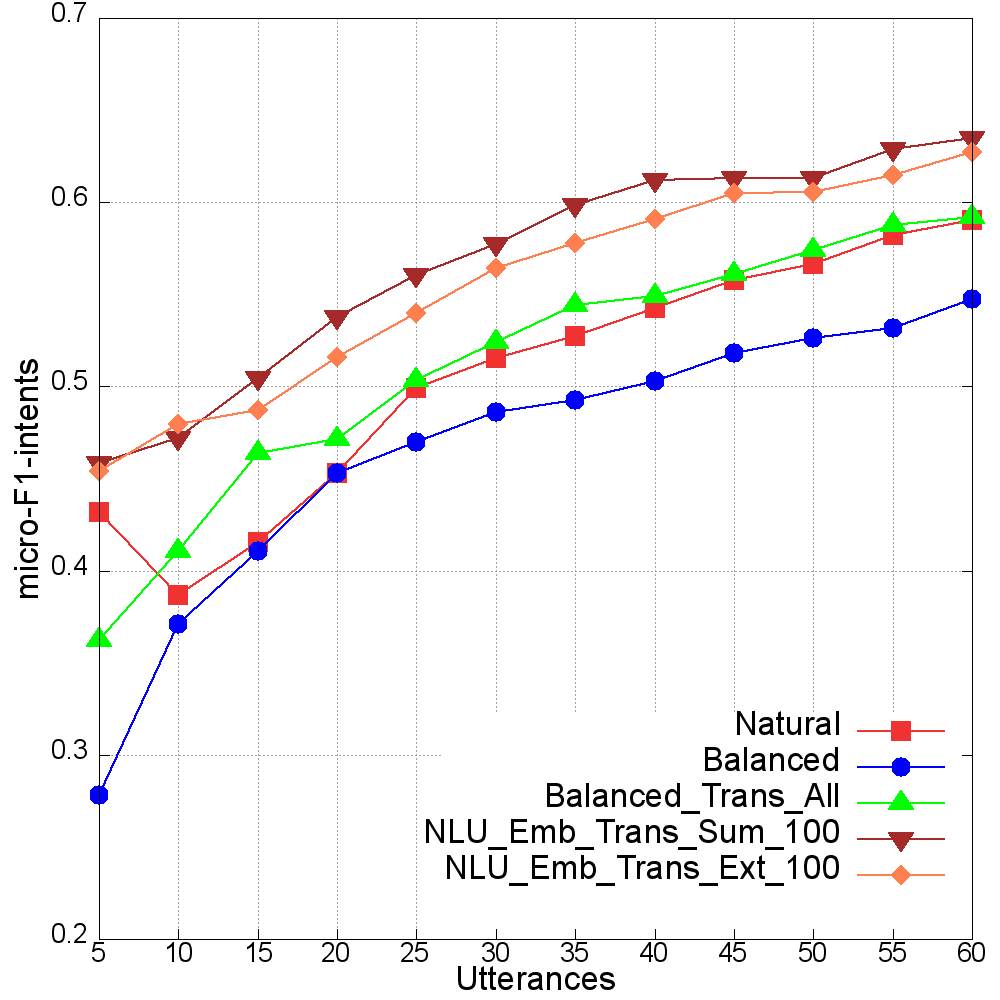 0.7
0.6
0.5
0.4
0.3
0.2
micro-F1-intents
Natural
Balanced
Balanced_Trans_All
NLU_Emb_Trans_Sum_100
NLU_Emb_Trans_Ext_100
5 10 15 20 25 30 35 40 45 50 55 60
Utterances